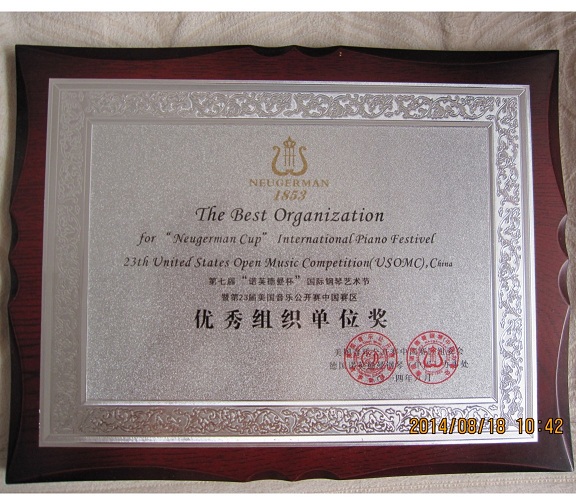 NEUGERMAN
1853
The Best Organization
for “Neugerman Cup” International Piano Festivel
23th United States Open Music Competition(USOMC),China
第七届“诺英德曼杯”国际钢琴艺术节
暨第23届美国音乐公开赛中国赛区
优秀组织单位奖
2014/08/18 10:42